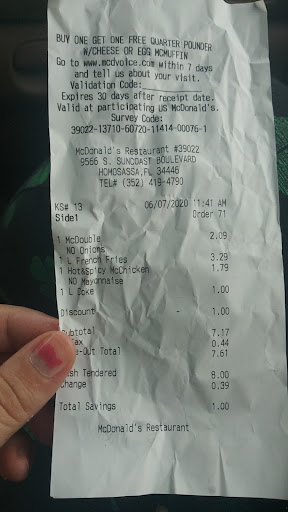 BUY ONE GET ONE FREE QUARTER POUNDER
W/CHEESE OR EGG MCMUFFIN
Go to www.mcdvoice.com within 7 days
and tell us about your visit.
Validation Code:
Expires 30 days after receipt date.
Valid at participating US McDonald's.
Survey Code:
39022-13710-60720-11414-00076-1
McDonald's Restaurant #39022
9566 S. SUNCOAST BOULEVARD
HOMOSASSA,FL 34446
TEL# (352) 419-4790
KS# 13 06/07/2020 11:41 AM
Side1 Order 71
1 McDouble 2.09
NO Onions
1 L French Fries 3.29
1 Hot&Spicy McChicken 1.79
NO Mayonnaise
1 L Coke 1.00
Discount - 1.00
Subtotal 7.17
Tax 0.44
-Out Total 7.61
Cash Tendered 8.00
Change 0.39
Total Savings 1.00
McDonald's Restaurant